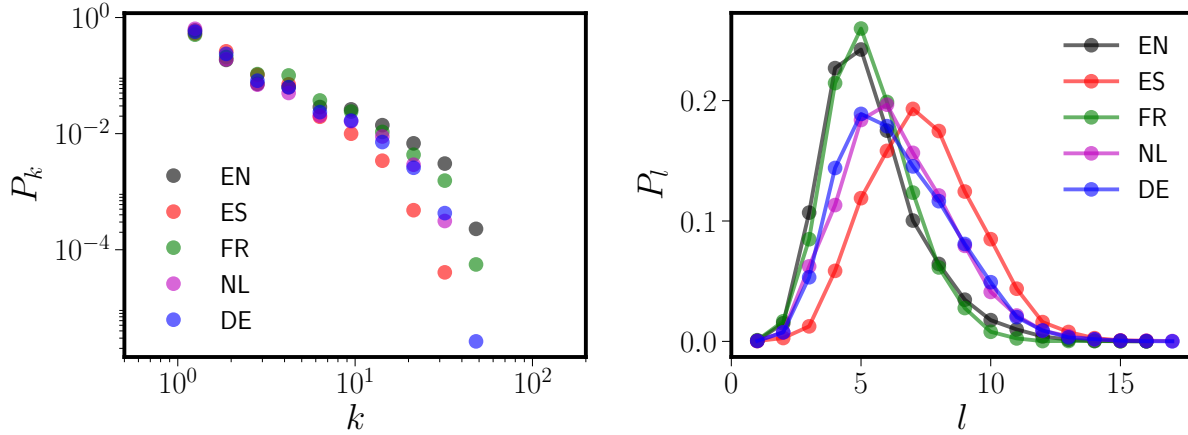 10^0
10^{-2}
10^{-4}
P_k
EN
ES
FR
NL
DE
10^0
10^1
10^2
k
0.2
0.1
0.0
P_l
EN
ES
FR
NL
DE
0
5
10
15
l